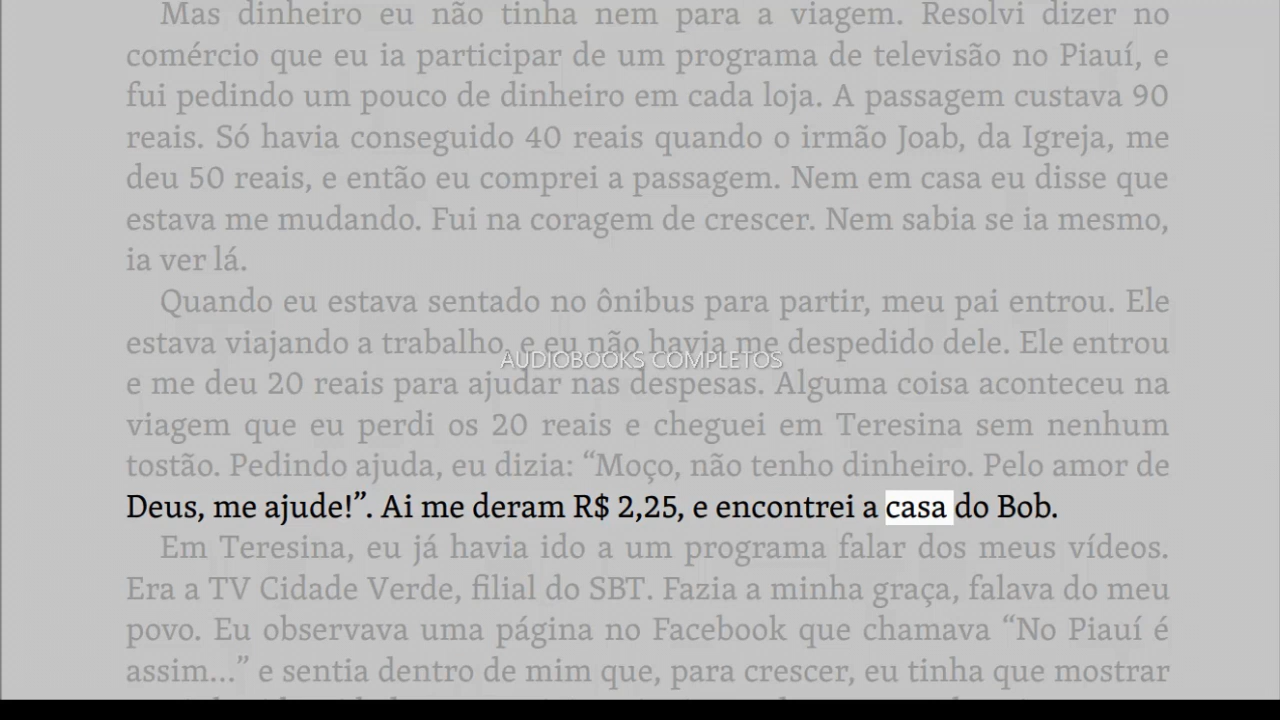 Mas dinheiro eu não tinha nem para a viagem. Resolvi dizer no
comércio que eu ia participar de um programa de televisão no Piauí, e
fui pedindo um pouco de dinheiro em cada loja. A passagem custava 90
reais. Só havia conseguido 40 reais quando o irmão Joab, da Igreja, me
deu 50 reais, e então eu comprei a passagem. Nem em casa eu disse que
estava me mudando. Fui na coragem de crescer. Nem sabia se ia mesmo,
ia ver lá.
Quando eu estava sentado no ônibus para partir, meu pai entrou. Ele
estava viajando a trabalho, e eu não havia me despedido dele. Ele entrou
AUDIOBOOKS COMPLETOS
e me deu 20 reais para ajudar nas despesas. Alguma coisa aconteceu na
viagem que eu perdi os 20 reais e cheguei em Teresina sem nenhum
tostão. Pedindo ajuda, eu dizia: “Moço, não tenho dinheiro. Pelo amor de
Deus, me ajude!”. Ai me deram R$ 2,25, e encontrei a casa do Bob.
Em Teresina, eu já havia ido a um programa falar dos meus vídeos.
Era a TV Cidade Verde, filial do SBT. Fazia a minha graça, falava do meu
povo. Eu observava uma página no Facebook que chamava “No Piauí é
assim...” e sentia dentro de mim que, para crescer, eu tinha que mostrar